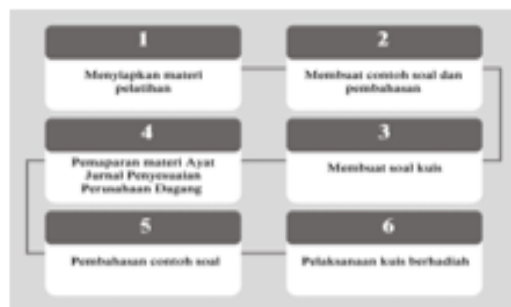 1
Menyiapkan materi
pelatihan
2
Membuat contoh soal dan
pembahasan
3
Membuat soal kuis
4
Pemaparan materi Ayat
Jurnal Penyesuaian
Perusahaan Dagang
5
Pembahasan contoh soal
6
Pelaksanaan kuis berhadiah